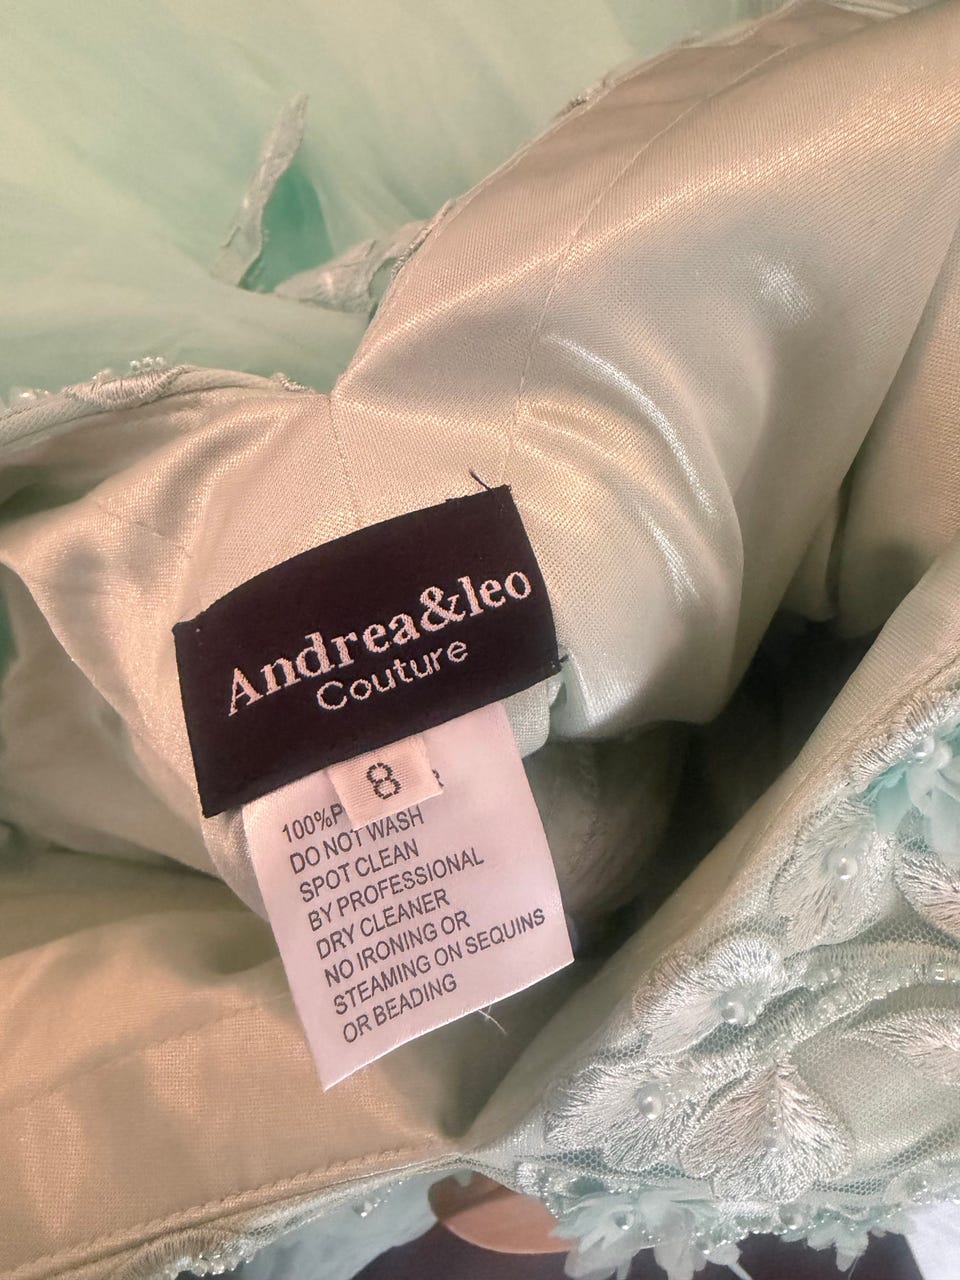 Andrea&leo
Couture
8
100%P R
DO NOT WASH
SPOT CLEAN
BY PROFESSIONAL
DRY CLEANER
NO IRONING OR
STEAMING ON SEQUINS
OR BEADING